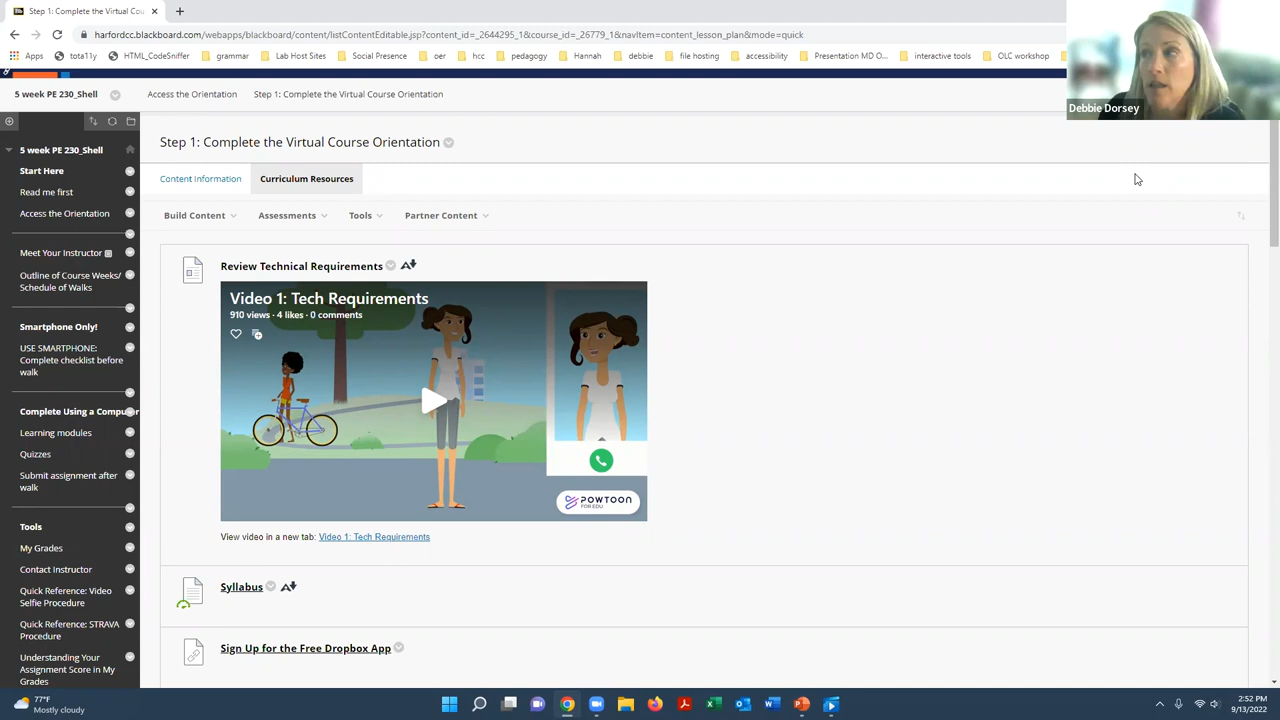 Step 1: Complete the Virtual Cou
harfordcc.blackboard.com/webapps/blackboard/content/listContentEditable.jsp?content_id=_2644295_1&course_id=_26779_1&navItem=content_lesson_plan&mode=quick
Apps tota11y HTML_CodeSniffer grammar Lab Host Sites Social Presence oer hcc pedagogy Hannah debbie file hosting accessibility Presentation MD O... interactive tools OLC workshop
Debbie Dorsey
5 week PE 230_Shell Access the Orientation Step 1: Complete the Virtual Course Orientation
5 week PE 230_Shell
Start Here
Read me first
Access the Orientation
Meet Your Instructor
Outline of Course Weeks/
Schedule of Walks
Smartphone Only!
USE SMARTPHONE:
Complete checklist before
walk
Complete Using a Compu
Learning modules
Quizzes
Submit assignment after
walk
Tools
My Grades
Contact Instructor
Quick Reference: Video
Selfie Procedure
Quick Reference: STRAVA
Procedure
Understanding Your
Assignment Score in My
Grades
Step 1: Complete the Virtual Course Orientation
Content Information Curriculum Resources
Build Content Assessments Tools Partner Content
Review Technical Requirements
Video 1: Tech Requirements
910 views · 4 likes · 0 comments
POWTOON
FOR EDU
View video in a new tab: Video 1: Tech Requirements
Syllabus
Sign Up for the Free Dropbox App
77°F
Mostly cloudy
2:52 PM
9/13/2022